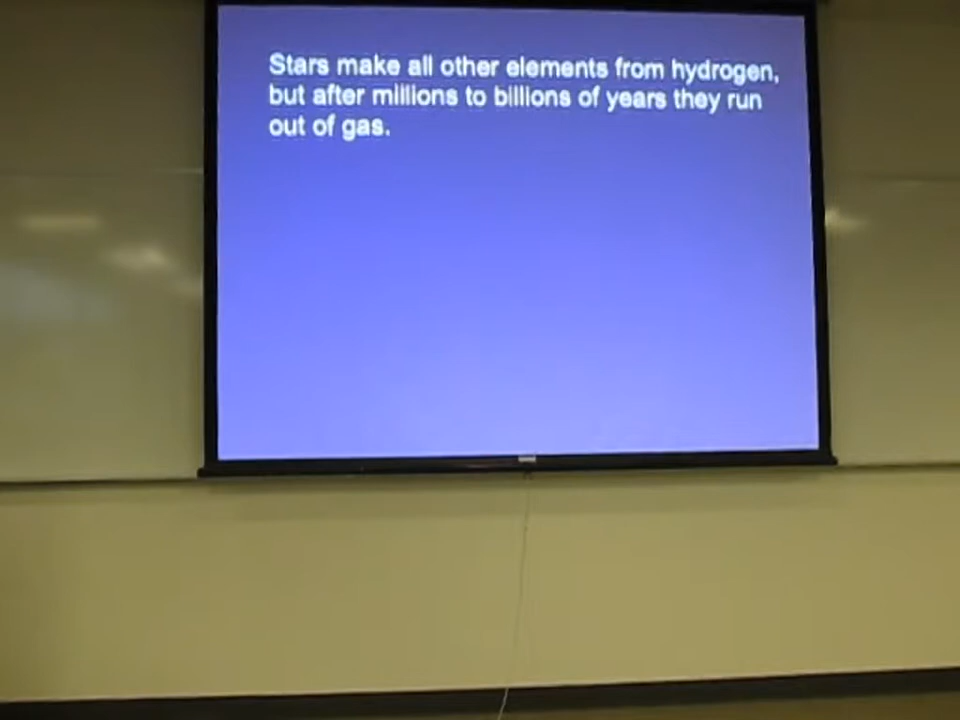 Stars make all other elements from hydrogen,
but after millions to billions of years they run
out of gas.